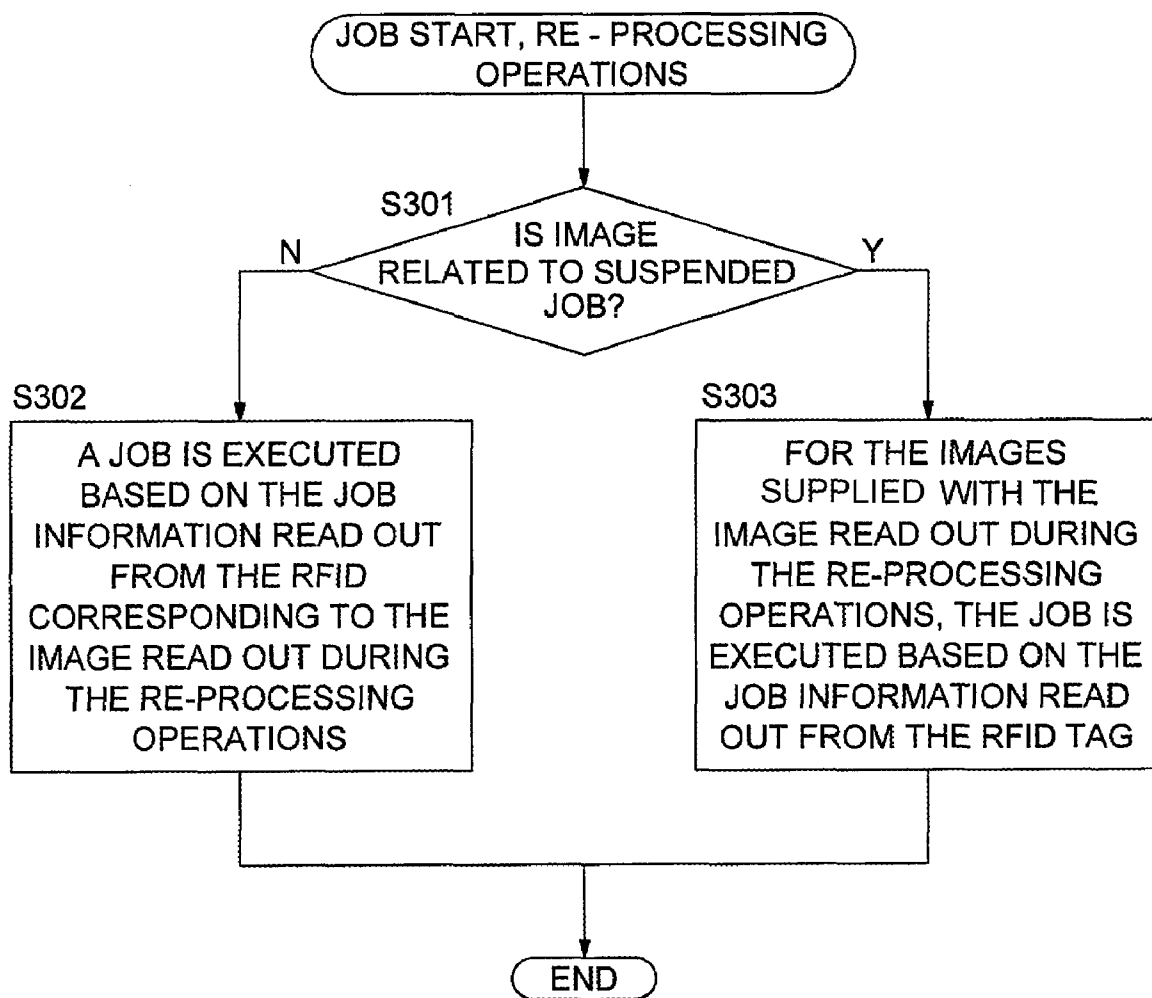 JOB START, RE - PROCESSING
OPERATIONS
S301
IS IMAGE
RELATED TO SUSPENDED
JOB?
N
Y
S302
A JOB IS EXECUTED
BASED ON THE JOB
INFORMATION READ OUT
FROM THE RFID
CORRESPONDING TO THE
IMAGE READ OUT DURING
THE RE-PROCESSING
OPERATIONS
S303
FOR THE IMAGES
SUPPLIED WITH THE
IMAGE READ OUT DURING
THE RE-PROCESSING
OPERATIONS, THE JOB IS
EXECUTED BASED ON THE
JOB INFORMATION READ
OUT FROM THE RFID TAG
END